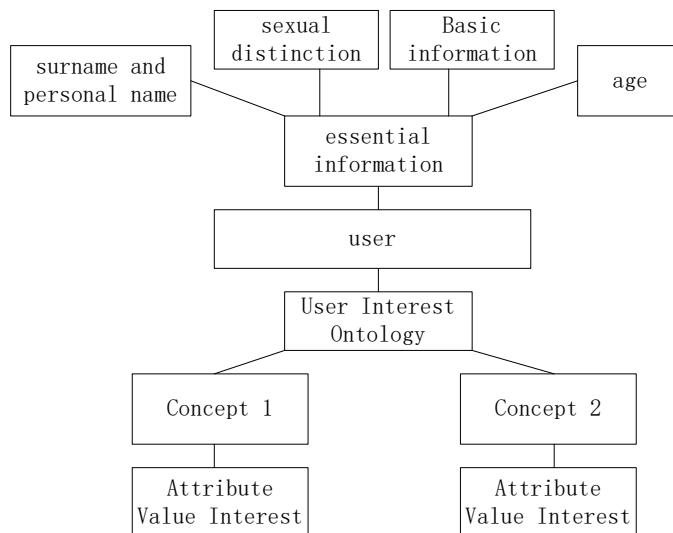 sexual
distinction
Basic
information
surname and
personal name
age
essential
information
user
User Interest
Ontology
Concept 1
Concept 2
Attribute
Value Interest
Attribute
Value Interest